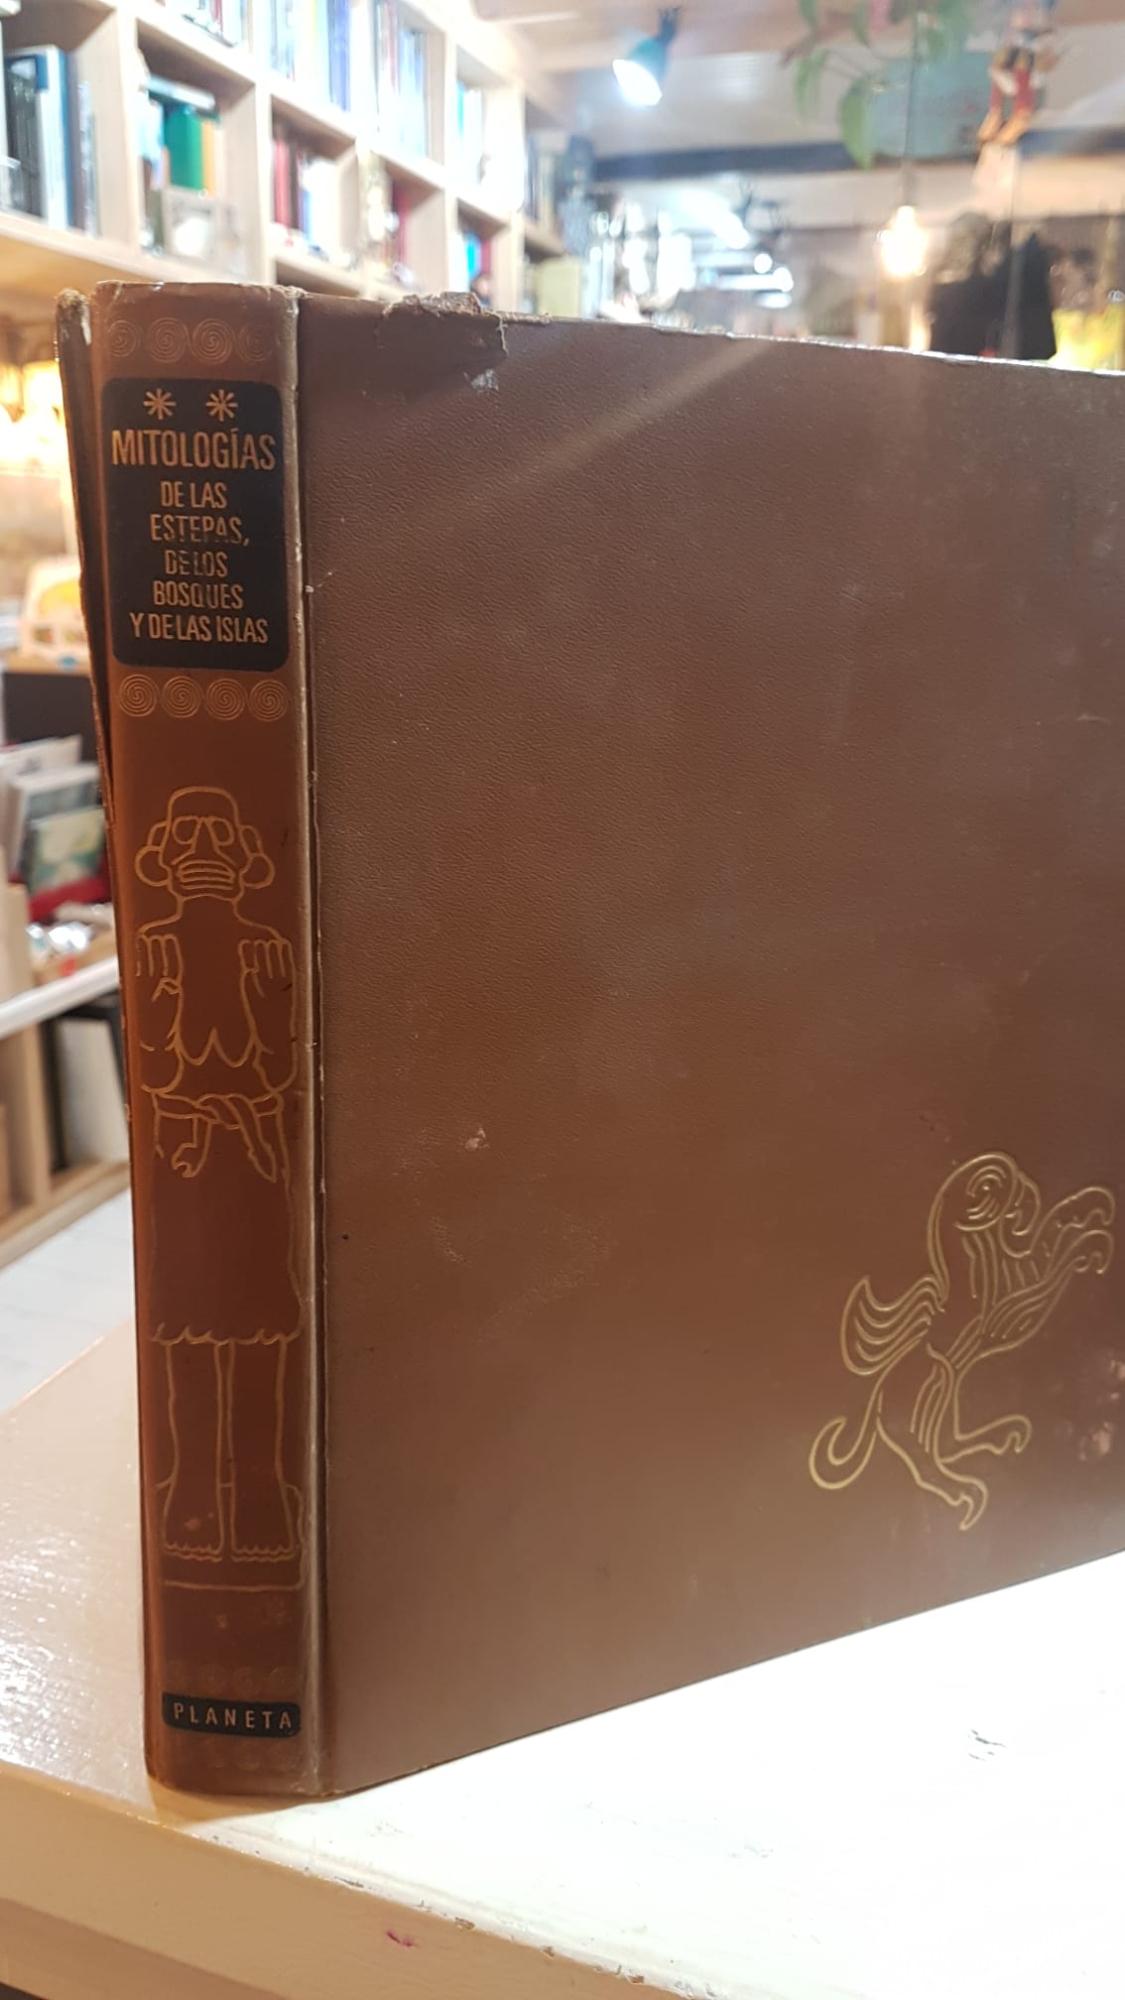 * *
MITOLOGÍAS
DE LAS
ESTEPAS,
DE LOS
BOSQUES
Y DE LAS ISLAS
PLANETA